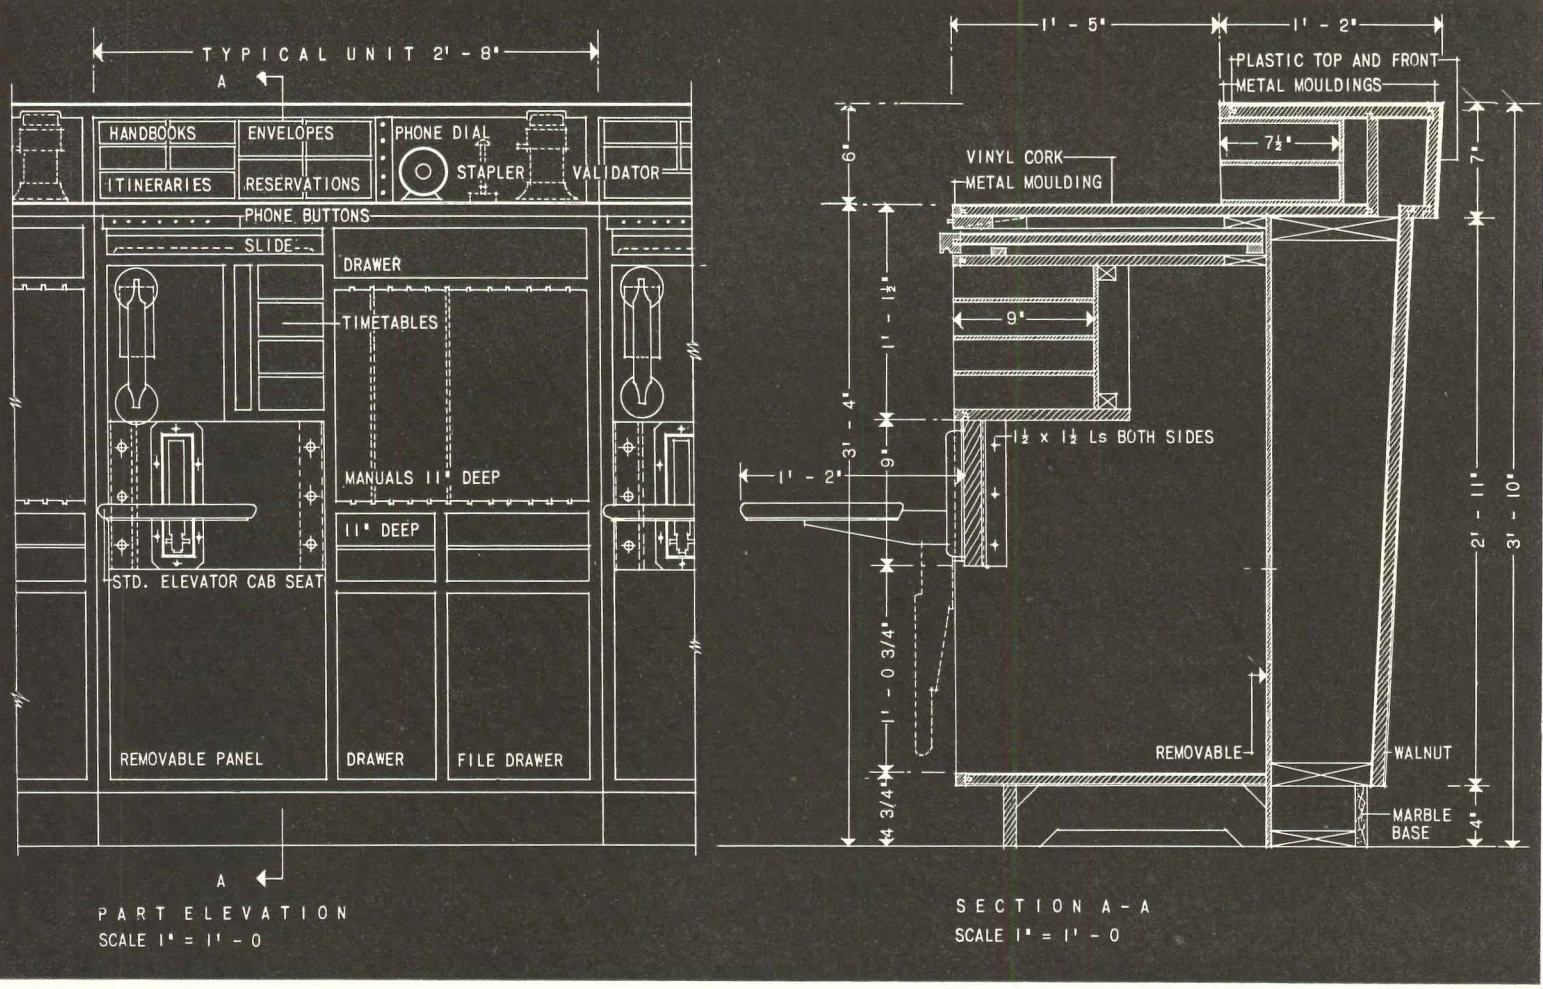 TYPICAL UNIT 2' - 8"
A
HANDBOOKS
ENVELOPES
PHONE DIAL
ITINERARIES
RESERVATIONS
STAPLER
VALIDATOR
PHONE BUTTONS
SLIDE
DRAWER
TIMETABLES
MANUALS 11" DEEP
11" DEEP
STD. ELEVATOR CAB SEAT
REMOVABLE PANEL
DRAWER
FILE DRAWER
A
PART ELEVATION
SCALE 1" = 1' - 0
1' - 5"
1' - 2"
PLASTIC TOP AND FRONT
METAL MOULDINGS
6"
7½"
7"
VINYL CORK
METAL MOULDING
1' - 1½"
9"
3' - 4"
1½ x 1½ Ls BOTH SIDES
9"
1' - 2"
2' - 11"
3' - 10"
1' - 0 3/4"
REMOVABLE
WALNUT
4 3/4"
MARBLE
BASE
4"
SECTION A-A
SCALE 1" = 1' - 0